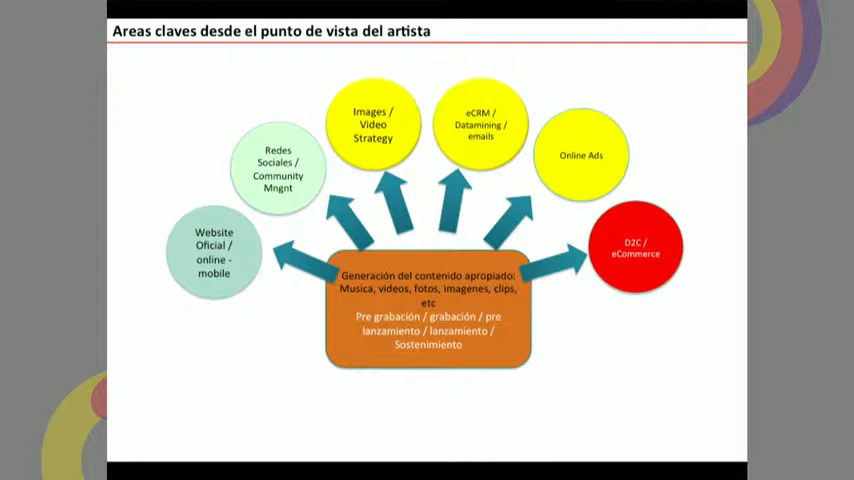 Areas claves desde el punto de vista del artista
Images /
Video
Strategy
eCRM /
Datamining /
emails
Redes
Sociales /
Community
Mngnt
Online Ads
Website
Oficial /
online -
mobile
D2C /
eCommerce
Generación del contenido apropiado:
Musica, videos, fotos, imagenes, clips,
etc
Pre grabación / grabación / pre
lanzamiento / lanzamiento /
Sostenimiento